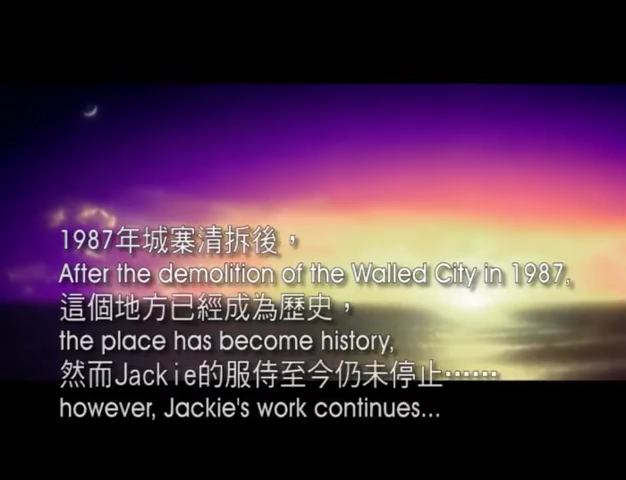 1987年城寨清拆後，
After the demolition of the Walled City in 1987,
這個地方已經成為歷史，
the place has become history,
然而Jackie的服侍至今仍未停止……
however, Jackie's work continues...